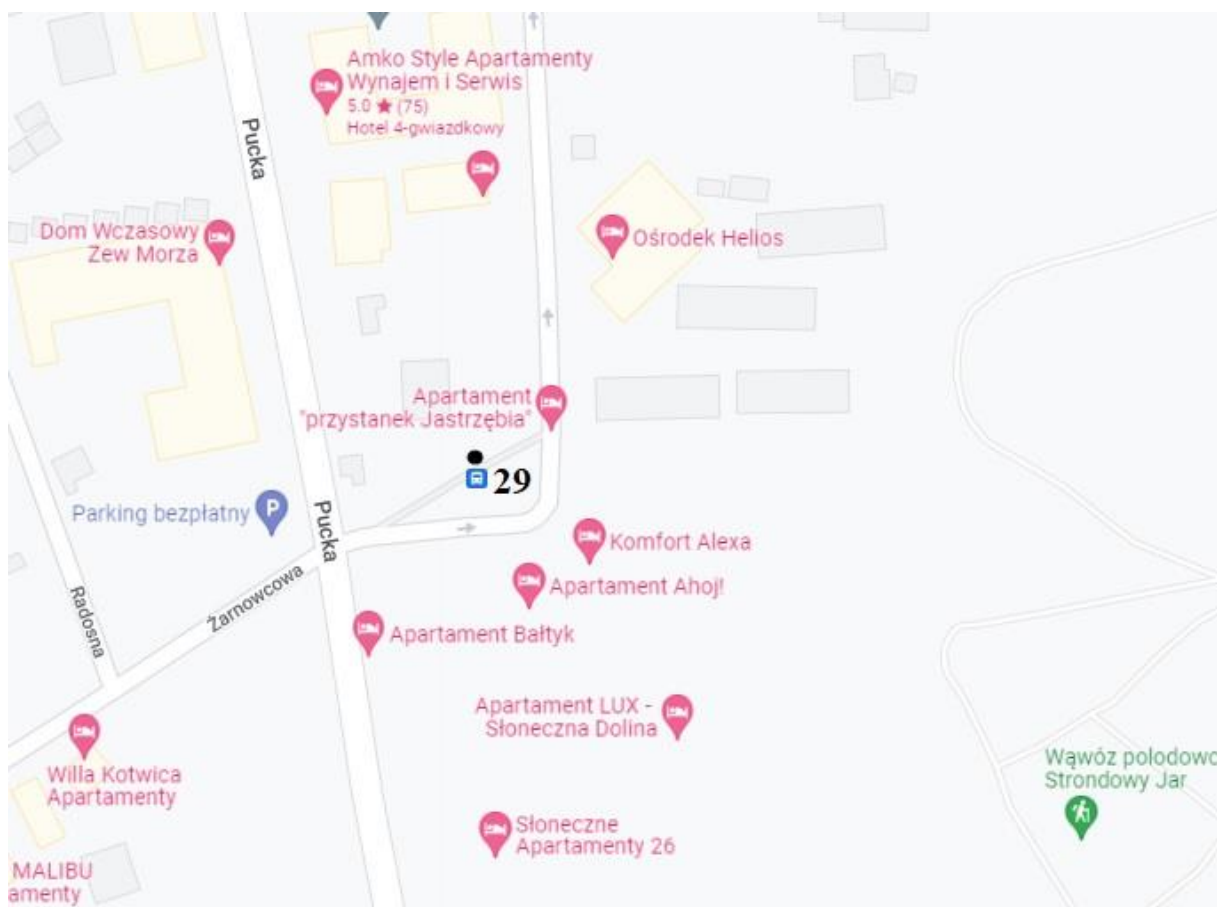 Amko Style Apartamenty
Wynajem i Serwis
5.0 ★ (75)
Hotel 4-gwiazdkowy
Pucka
Dom Wczasowy
Zew Morza
Ośrodek Helios
Apartament
"przystanek Jastrzębia"
29
Parking bezpłatny
P
Pucka
Komfort Alexa
Żarnowcowa
Apartament Ahoj!
Radosna
Apartament Bałtyk
Apartament LUX -
Słoneczna Dolina
Willa Kotwica
Apartamenty
Wąwóz polodowc
Strondowy Jar
Słoneczne
Apartamenty 26
MALIBU
amenty